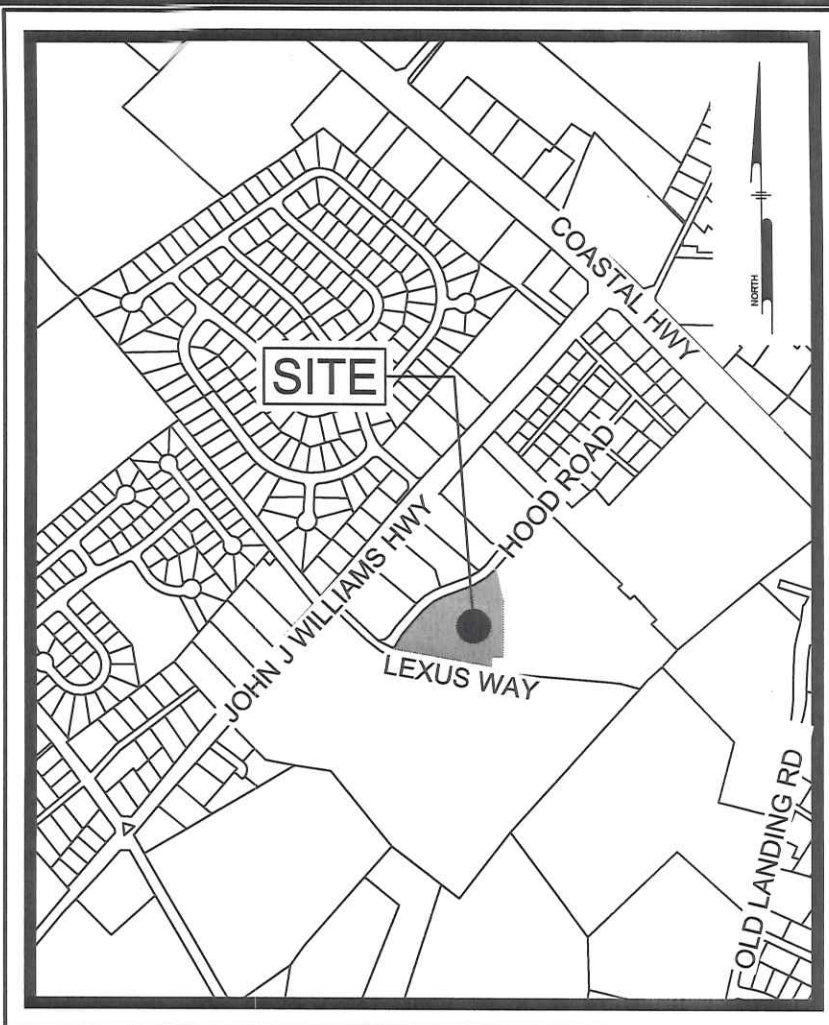 COASTAL HWY
NORTH
SITE
HOOD ROAD
JOHN J WILLIAMS HWY
LEXUS WAY
OLD LANDING RD